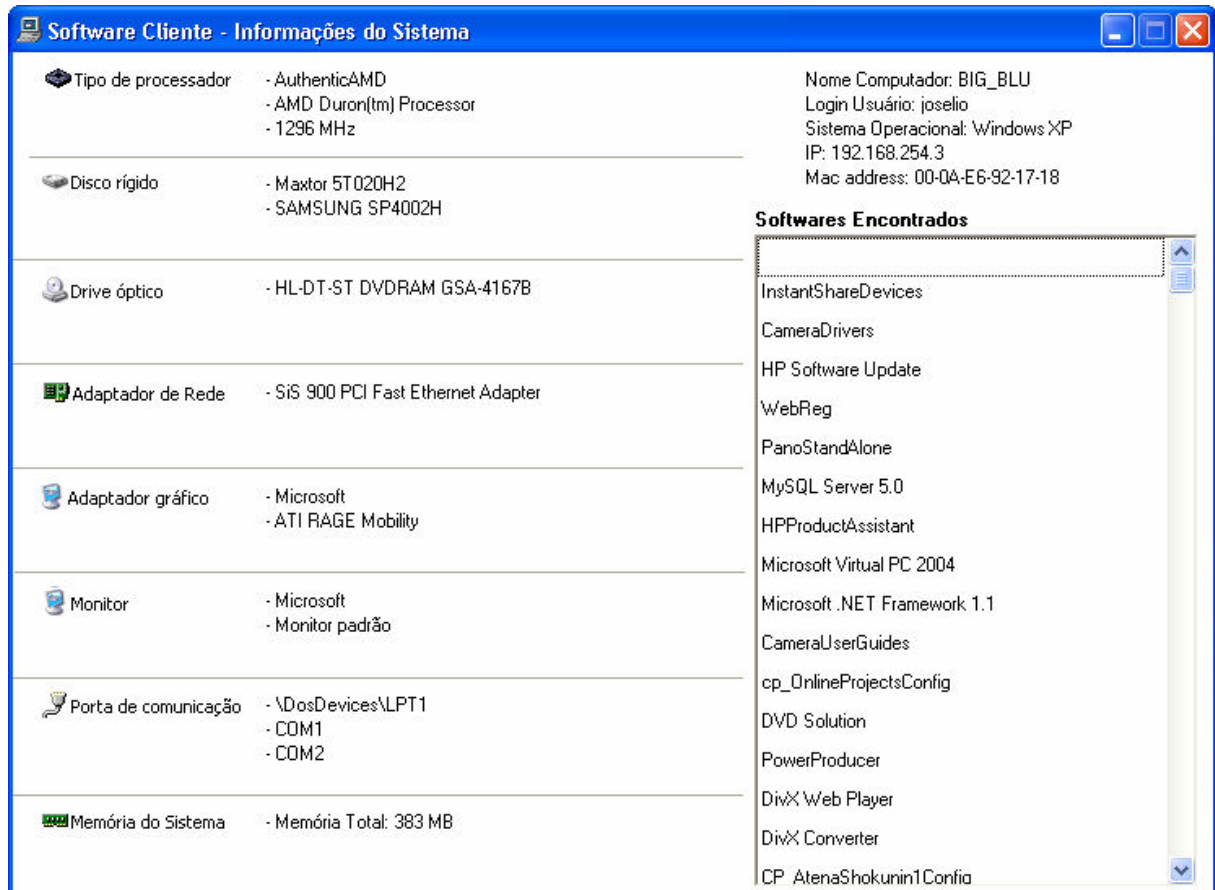 Software Cliente - Informações do Sistema
Tipo de processador
- AuthenticAMD
- AMD Duron(tm) Processor
- 1296 MHz
Disco rígido
- Maxtor 5T020H2
- SAMSUNG SP4002H
Drive óptico
- HL-DT-ST DVDRAM GSA-4167B
Adaptador de Rede
- SiS 900 PCI Fast Ethernet Adapter
Adaptador gráfico
- Microsoft
- ATI RAGE Mobility
Monitor
- Microsoft
- Monitor padrão
Porta de comunicação
- \DosDevices\LPT1
- COM1
- COM2
Memória do Sistema
- Memória Total: 383 MB
Nome Computador: BIG_BLU
Login Usuário: joselio
Sistema Operacional: Windows XP
IP: 192.168.254.3
Mac address: 00-0A-E6-92-17-18
Softwares Encontrados
InstantShareDevices
CameraDrivers
HP Software Update
WebReg
PanoStandAlone
MySQL Server 5.0
HPProductAssistant
Microsoft Virtual PC 2004
Microsoft .NET Framework 1.1
CameraUserGuides
cp_OnlineProjectsConfig
DVD Solution
PowerProducer
DivX Web Player
DivX Converter
CP_AtenaShokunin1Config